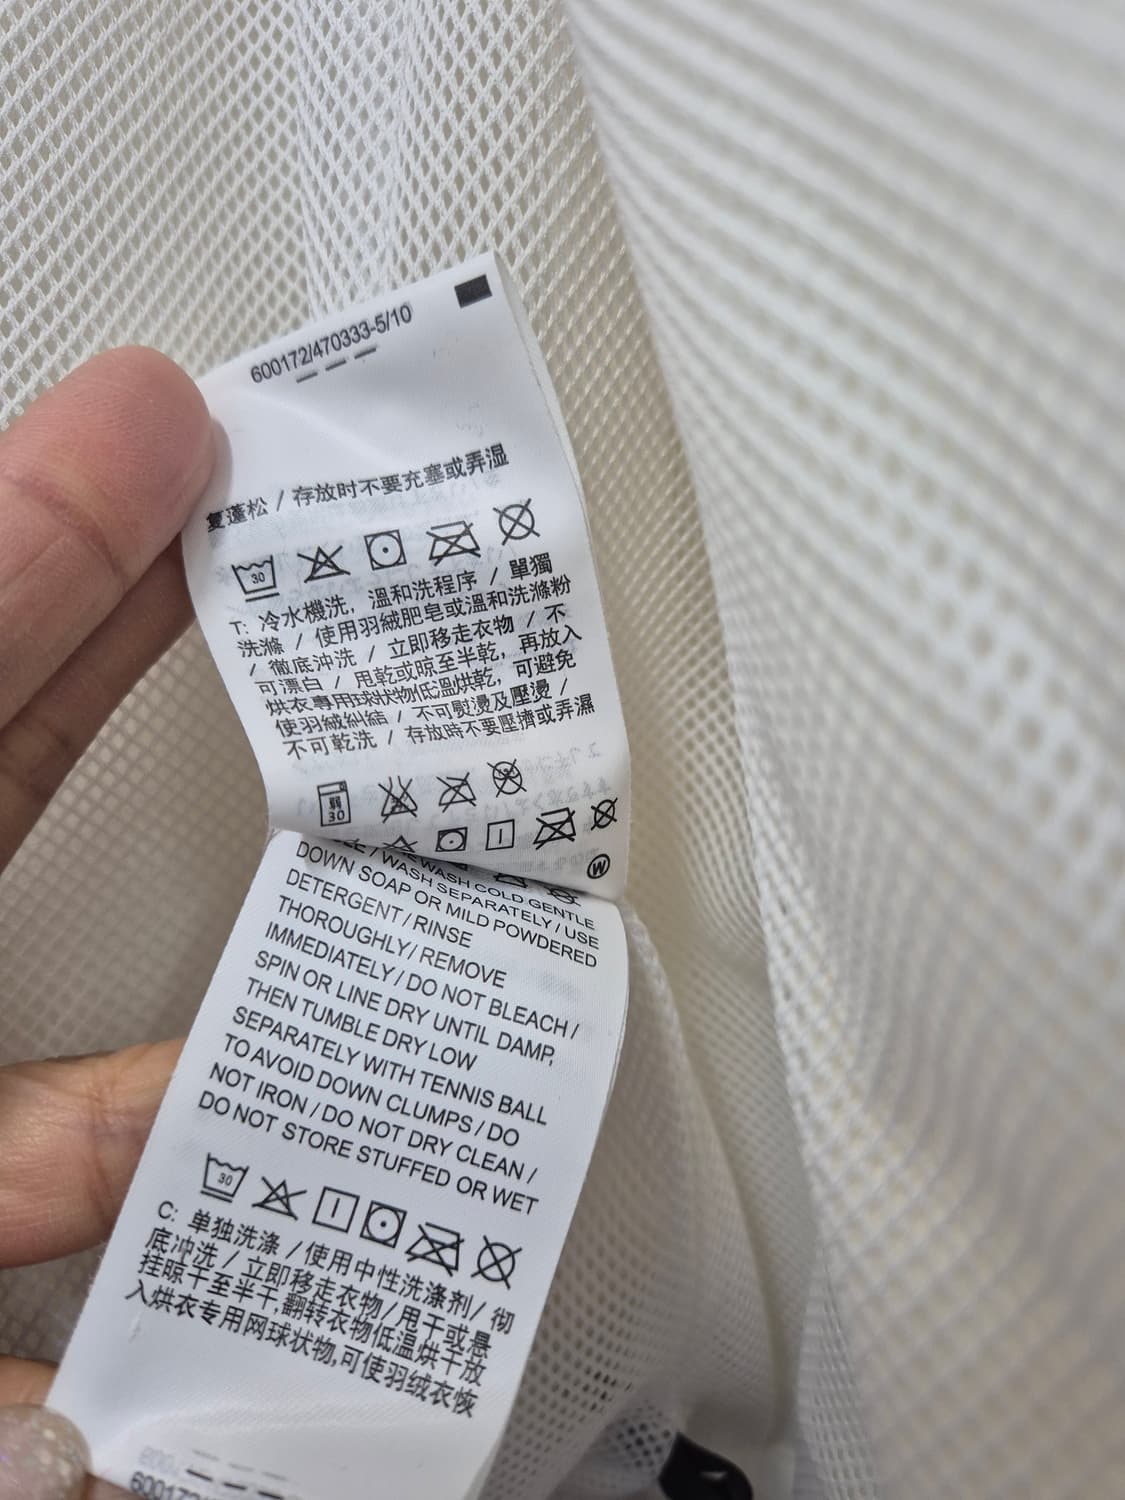 600172/470333-5/10
复蓬松 / 存放时不要充塞或弄湿
30
T: 冷水機洗，溫和洗程序 / 單獨
洗滌 / 使用羽絨肥皂或溫和洗滌粉
/ 徹底沖洗 / 立即移走衣物 / 不
可漂白 / 甩乾或晾至半乾，再放入
烘衣專用球狀物低溫烘乾，可避免
使羽絨糾結 / 不可熨燙及壓燙 /
不可乾洗 / 存放時不要壓擠或弄濕
弱
30
W
WASH COLD GENTLE
/ WASH SEPARATELY / USE
DOWN SOAP OR MILD POWDERED
DETERGENT / RINSE
THOROUGHLY / REMOVE
IMMEDIATELY / DO NOT BLEACH /
SPIN OR LINE DRY UNTIL DAMP,
THEN TUMBLE DRY LOW
SEPARATELY WITH TENNIS BALL
TO AVOID DOWN CLUMPS / DO
NOT IRON / DO NOT DRY CLEAN /
DO NOT STORE STUFFED OR WET
30
C: 单独洗涤 / 使用中性洗涤剂 / 彻
底冲洗 / 立即移走衣物 / 甩干或悬
挂晾干至半干,翻转衣物低温烘干放
入烘衣专用网球状物,可使羽绒衣恢